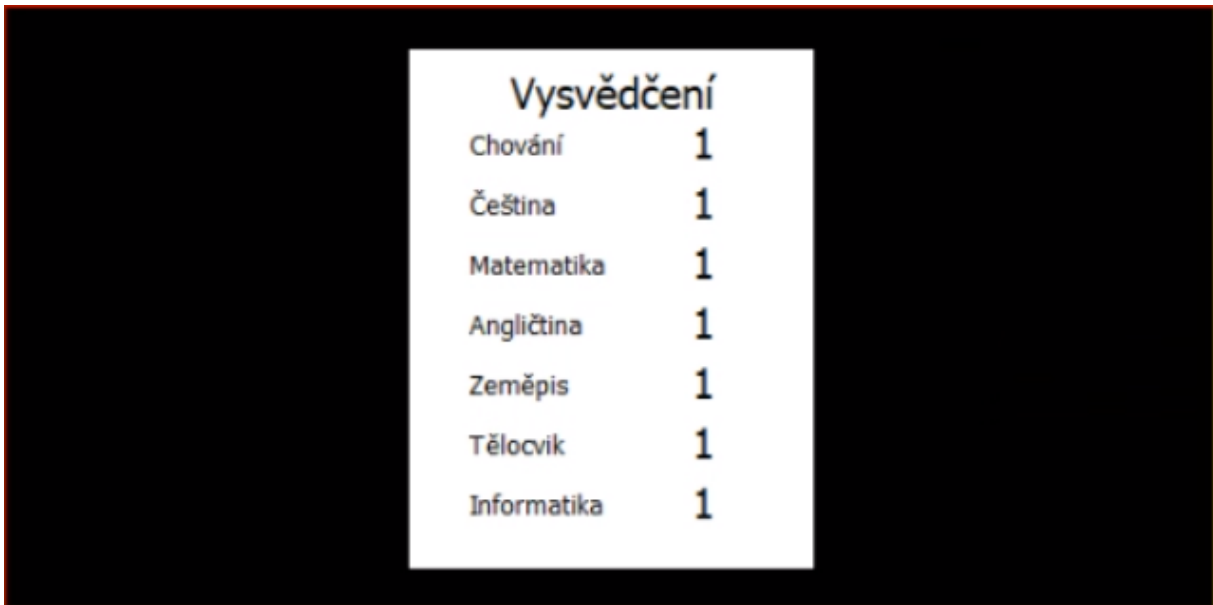 Vysvědčení
Chování 1
Čeština 1
Matematika 1
Angličtina 1
Zeměpis 1
Tělocvik 1
Informatika 1